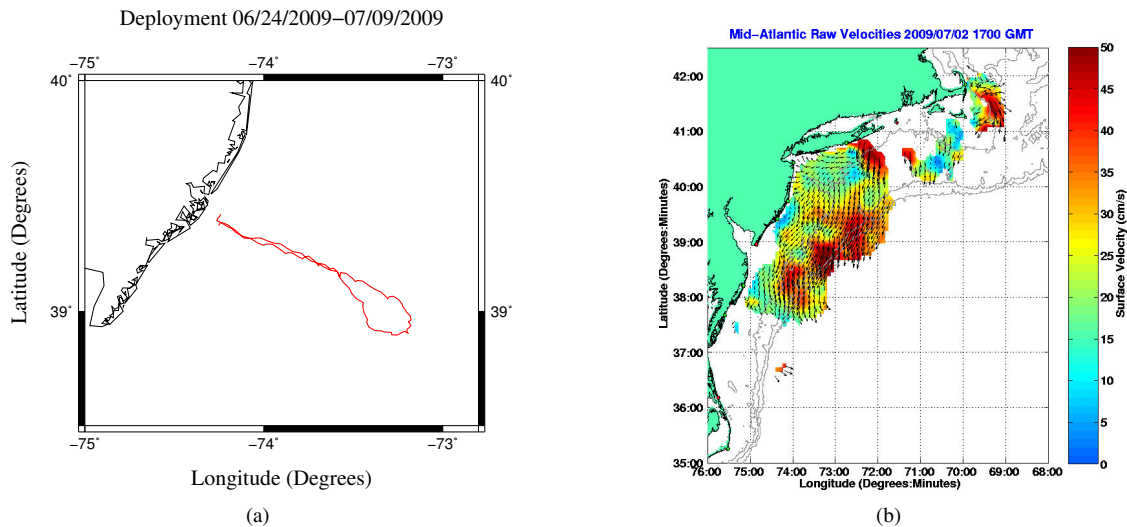 Deployment 06/24/2009−07/09/2009
−75˚ −74˚ −73˚
40˚ 40˚
39˚ 39˚
−75˚ −74˚ −73˚
Latitude (Degrees)
Longitude (Degrees)
(a)
Mid−Atlantic Raw Velocities 2009/07/02 1700 GMT
42:00
41:00
40:00
39:00
38:00
37:00
36:00
35:00
76:00 75:00 74:00 73:00 72:00 71:00 70:00 69:00 68:00
Latitude (Degrees:Minutes)
Longitude (Degrees:Minutes)
50
45
40
35
30
25
20
15
10
5
0
Surface Velocity (cm/s)
(b)